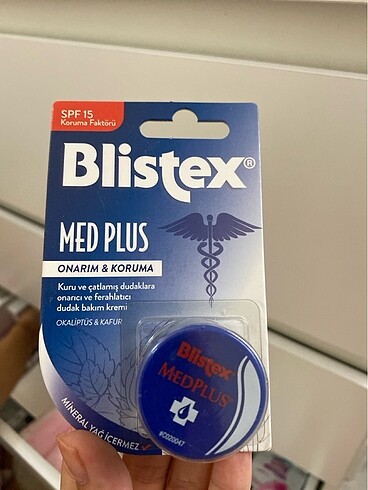 SPF 15
Koruma Faktörü
Blistex®
MED PLUS
ONARIM & KORUMA
Kuru ve çatlamış dudaklara
onarıcı ve ferahlatıcı
dudak bakım kremi
OKALİPTÜS & KAFUR
Blistex
MEDPLUS
#C020047
MİNERAL YAĞ İÇERMEZ